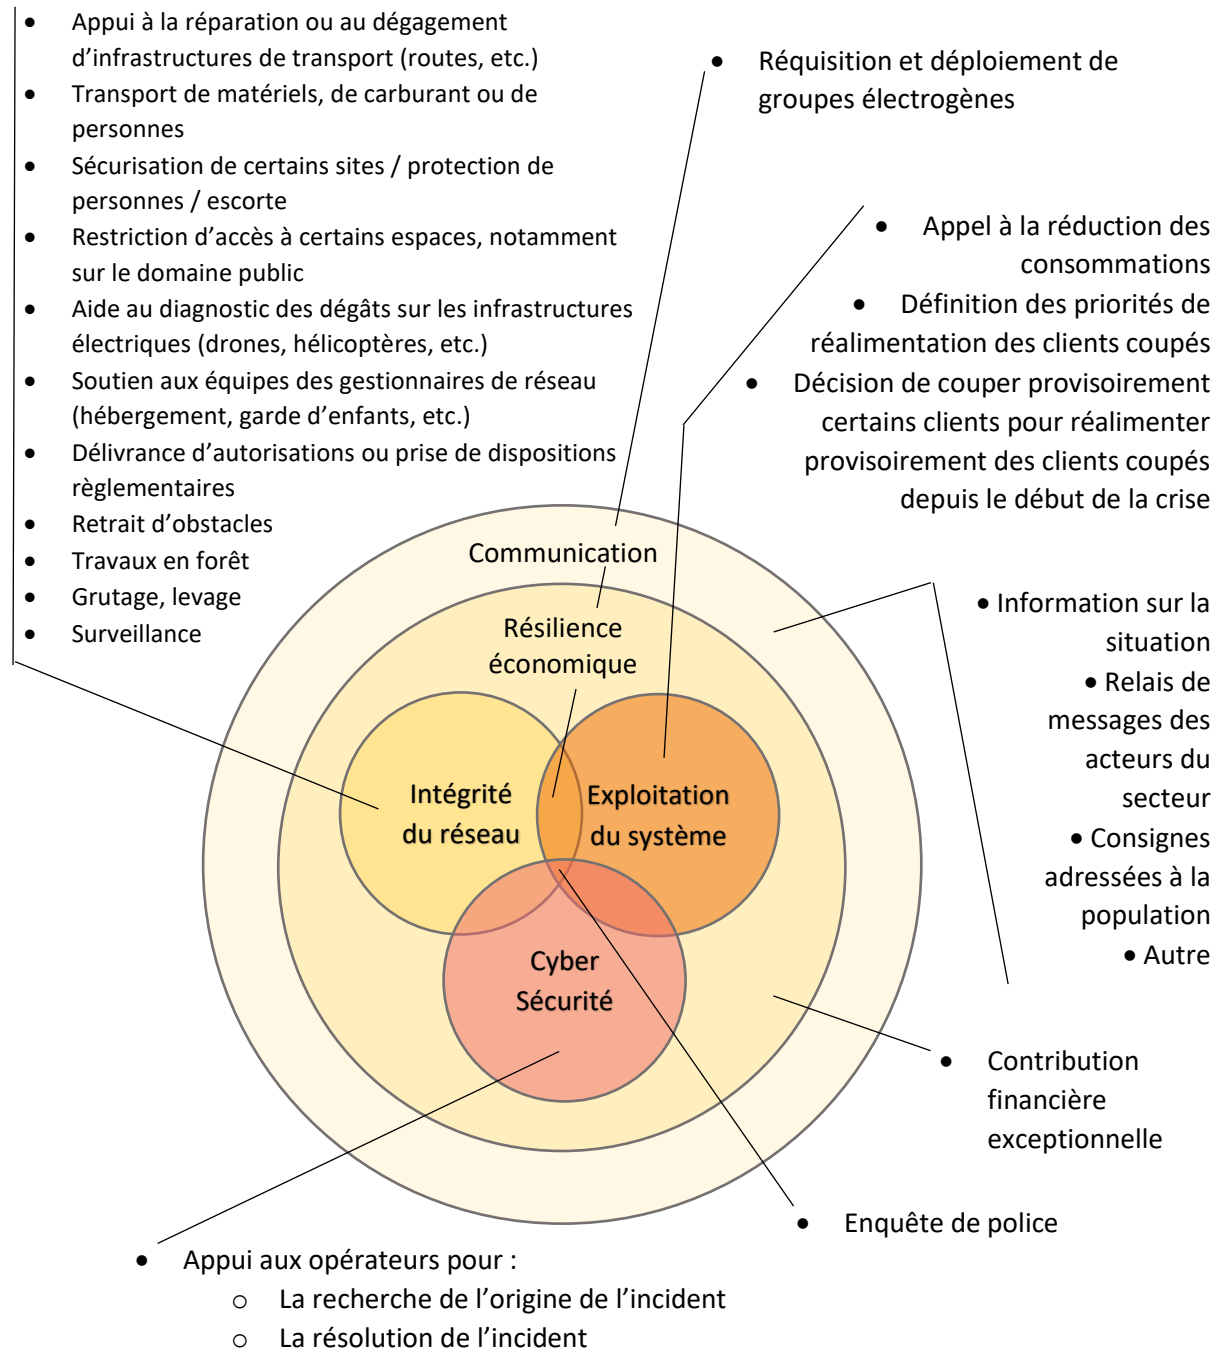 • Appui à la réparation ou au dégagement
d’infrastructures de transport (routes, etc.)
• Transport de matériels, de carburant ou de
personnes
• Sécurisation de certains sites / protection de
personnes / escorte
• Restriction d’accès à certains espaces, notamment
sur le domaine public
• Aide au diagnostic des dégâts sur les infrastructures
électriques (drones, hélicoptères, etc.)
• Soutien aux équipes des gestionnaires de réseau
(hébergement, garde d’enfants, etc.)
• Délivrance d’autorisations ou prise de dispositions
règlementaires
• Retrait d’obstacles
• Travaux en forêt
• Grutage, levage
• Surveillance
• Réquisition et déploiement de
groupes électrogènes
• Appel à la réduction des
consommations
• Définition des priorités de
réalimentation des clients coupés
• Décision de couper provisoirement
certains clients pour réalimenter
provisoirement des clients coupés
depuis le début de la crise
Communication
Résilience
économique
Intégrité
du réseau
Exploitation
du système
Cyber
Sécurité
• Information sur la
situation
• Relais de
messages des
acteurs du
secteur
• Consignes
adressées à la
population
• Autre
• Contribution
financière
exceptionnelle
• Enquête de police
• Appui aux opérateurs pour :
o La recherche de l’origine de l’incident
o La résolution de l’incident